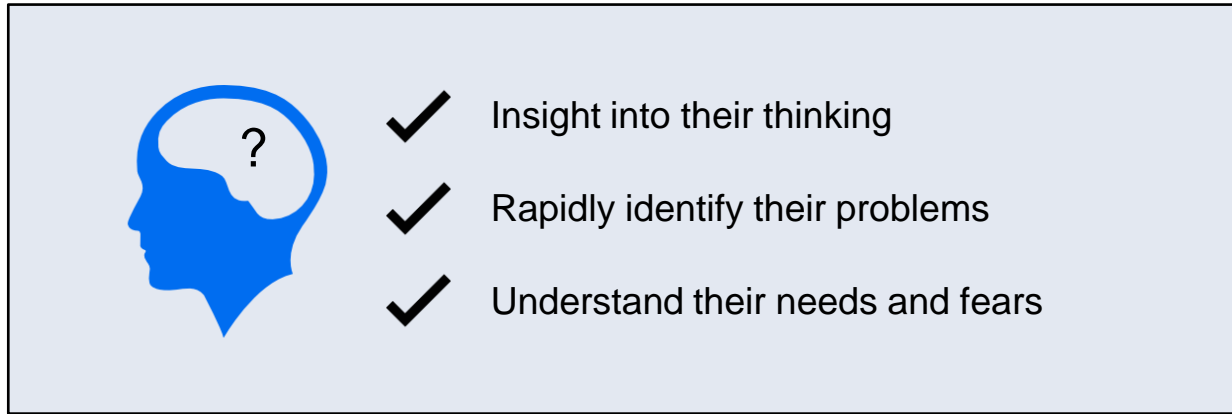 ?
Insight into their thinking
Rapidly identify their problems
Understand their needs and fears